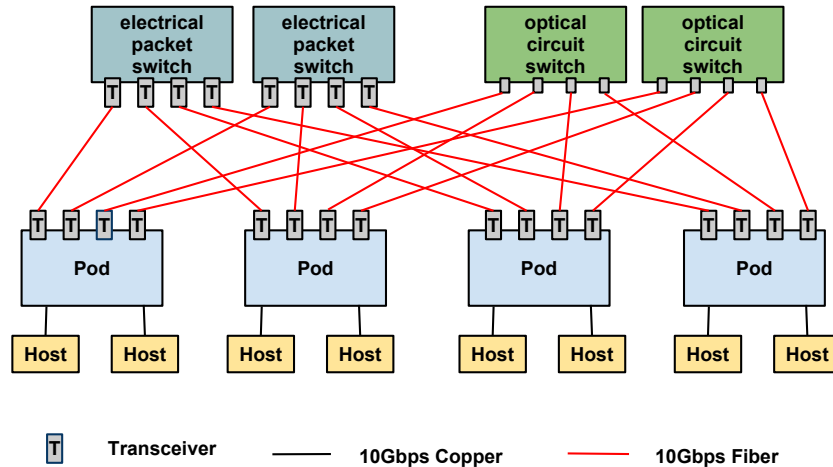 electrical
packet
switch
electrical
packet
switch
optical
circuit
switch
optical
circuit
switch
T T T T
T T T T
T T T T
T T T T
T T T T
T T T T
Pod
Pod
Pod
Pod
Host
Host
Host
Host
Host
Host
Host
Host
T
Transceiver
10Gbps Copper
10Gbps Fiber